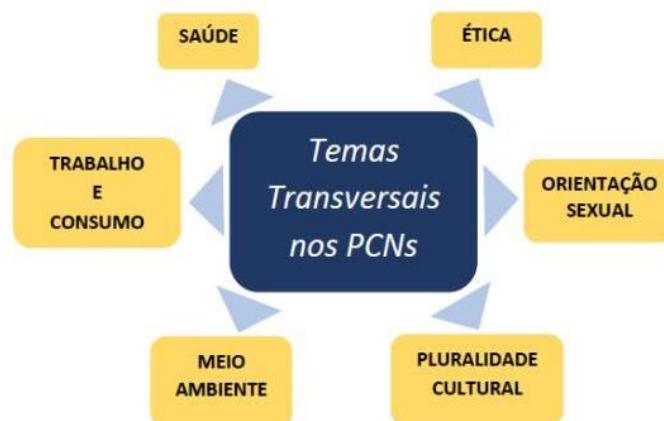 SAÚDE
ÉTICA
Temas
Transversais
nos PCNs
TRABALHO
E
CONSUMO
ORIENTAÇÃO
SEXUAL
MEIO
AMBIENTE
PLURALIDADE
CULTURAL